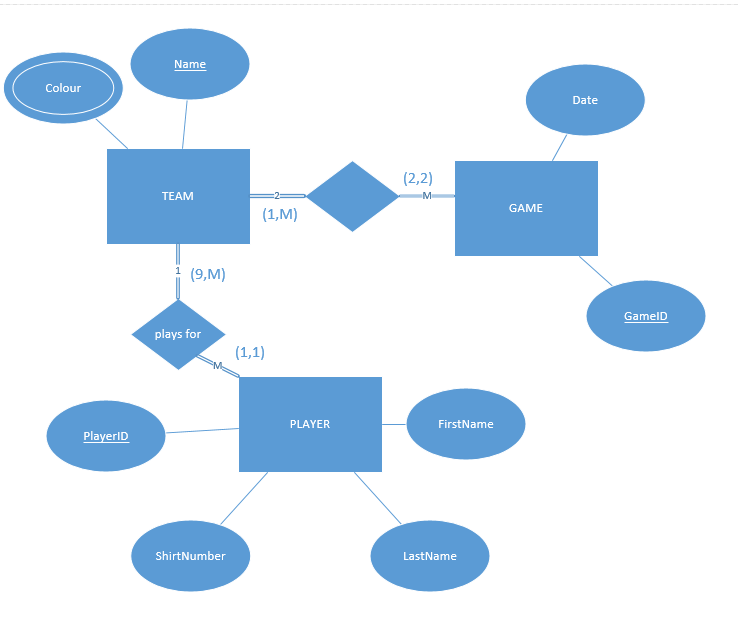 Name
Colour
Date
TEAM
2
(1,M)
(2,2)
M
GAME
1
(9,M)
GameID
plays for
(1,1)
M
PLAYER
FirstName
PlayerID
ShirtNumber
LastName